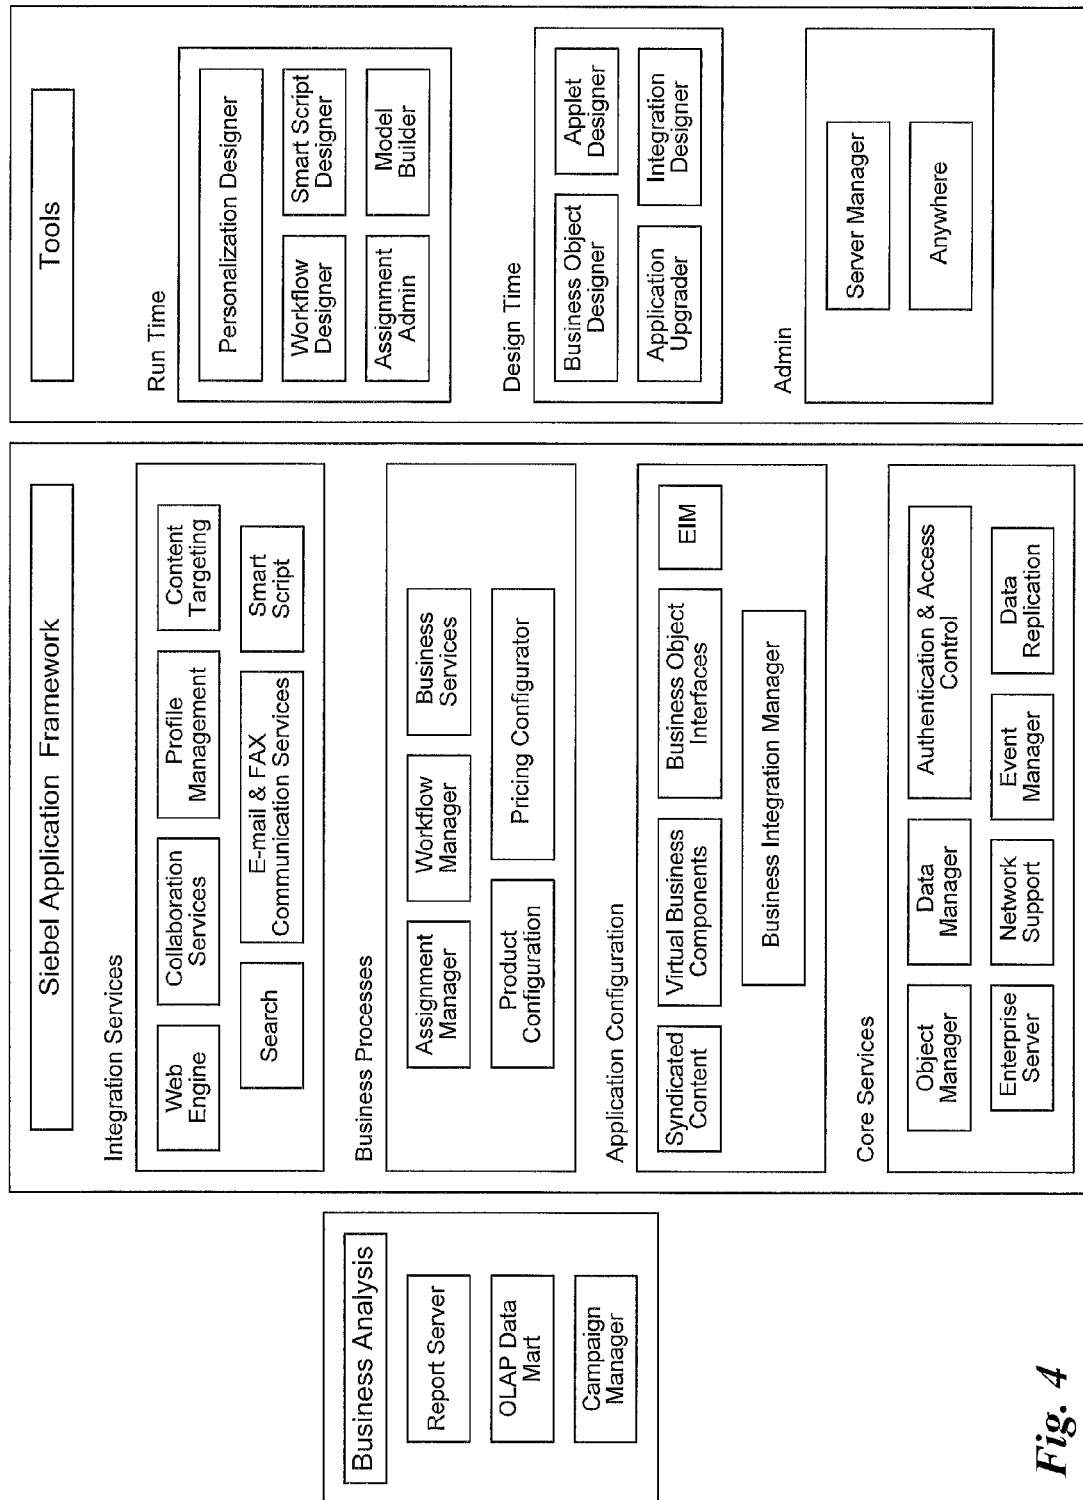 Business Analysis
Report Server
OLAP Data
Mart
Campaign
Manager
Siebel Application Framework
Integration Services
Web
Engine
Collaboration
Services
Profile
Management
Content
Targeting
Search
E-mail & FAX
Communication Services
Smart
Script
Business Processes
Assignment
Manager
Workflow
Manager
Business
Services
Product
Configuration
Pricing Configurator
Application Configuration
Syndicated
Content
Virtual Business
Components
Business Object
Interfaces
EIM
Business Integration Manager
Core Services
Object
Manager
Data
Manager
Authentication & Access
Control
Enterprise
Server
Network
Support
Event
Manager
Data
Replication
Tools
Run Time
Personalization Designer
Workflow
Designer
Smart Script
Designer
Assignment
Admin
Model
Builder
Design Time
Business Object
Designer
Applet
Designer
Application
Upgrader
Integration
Designer
Admin
Server Manager
Anywhere
Fig. 4